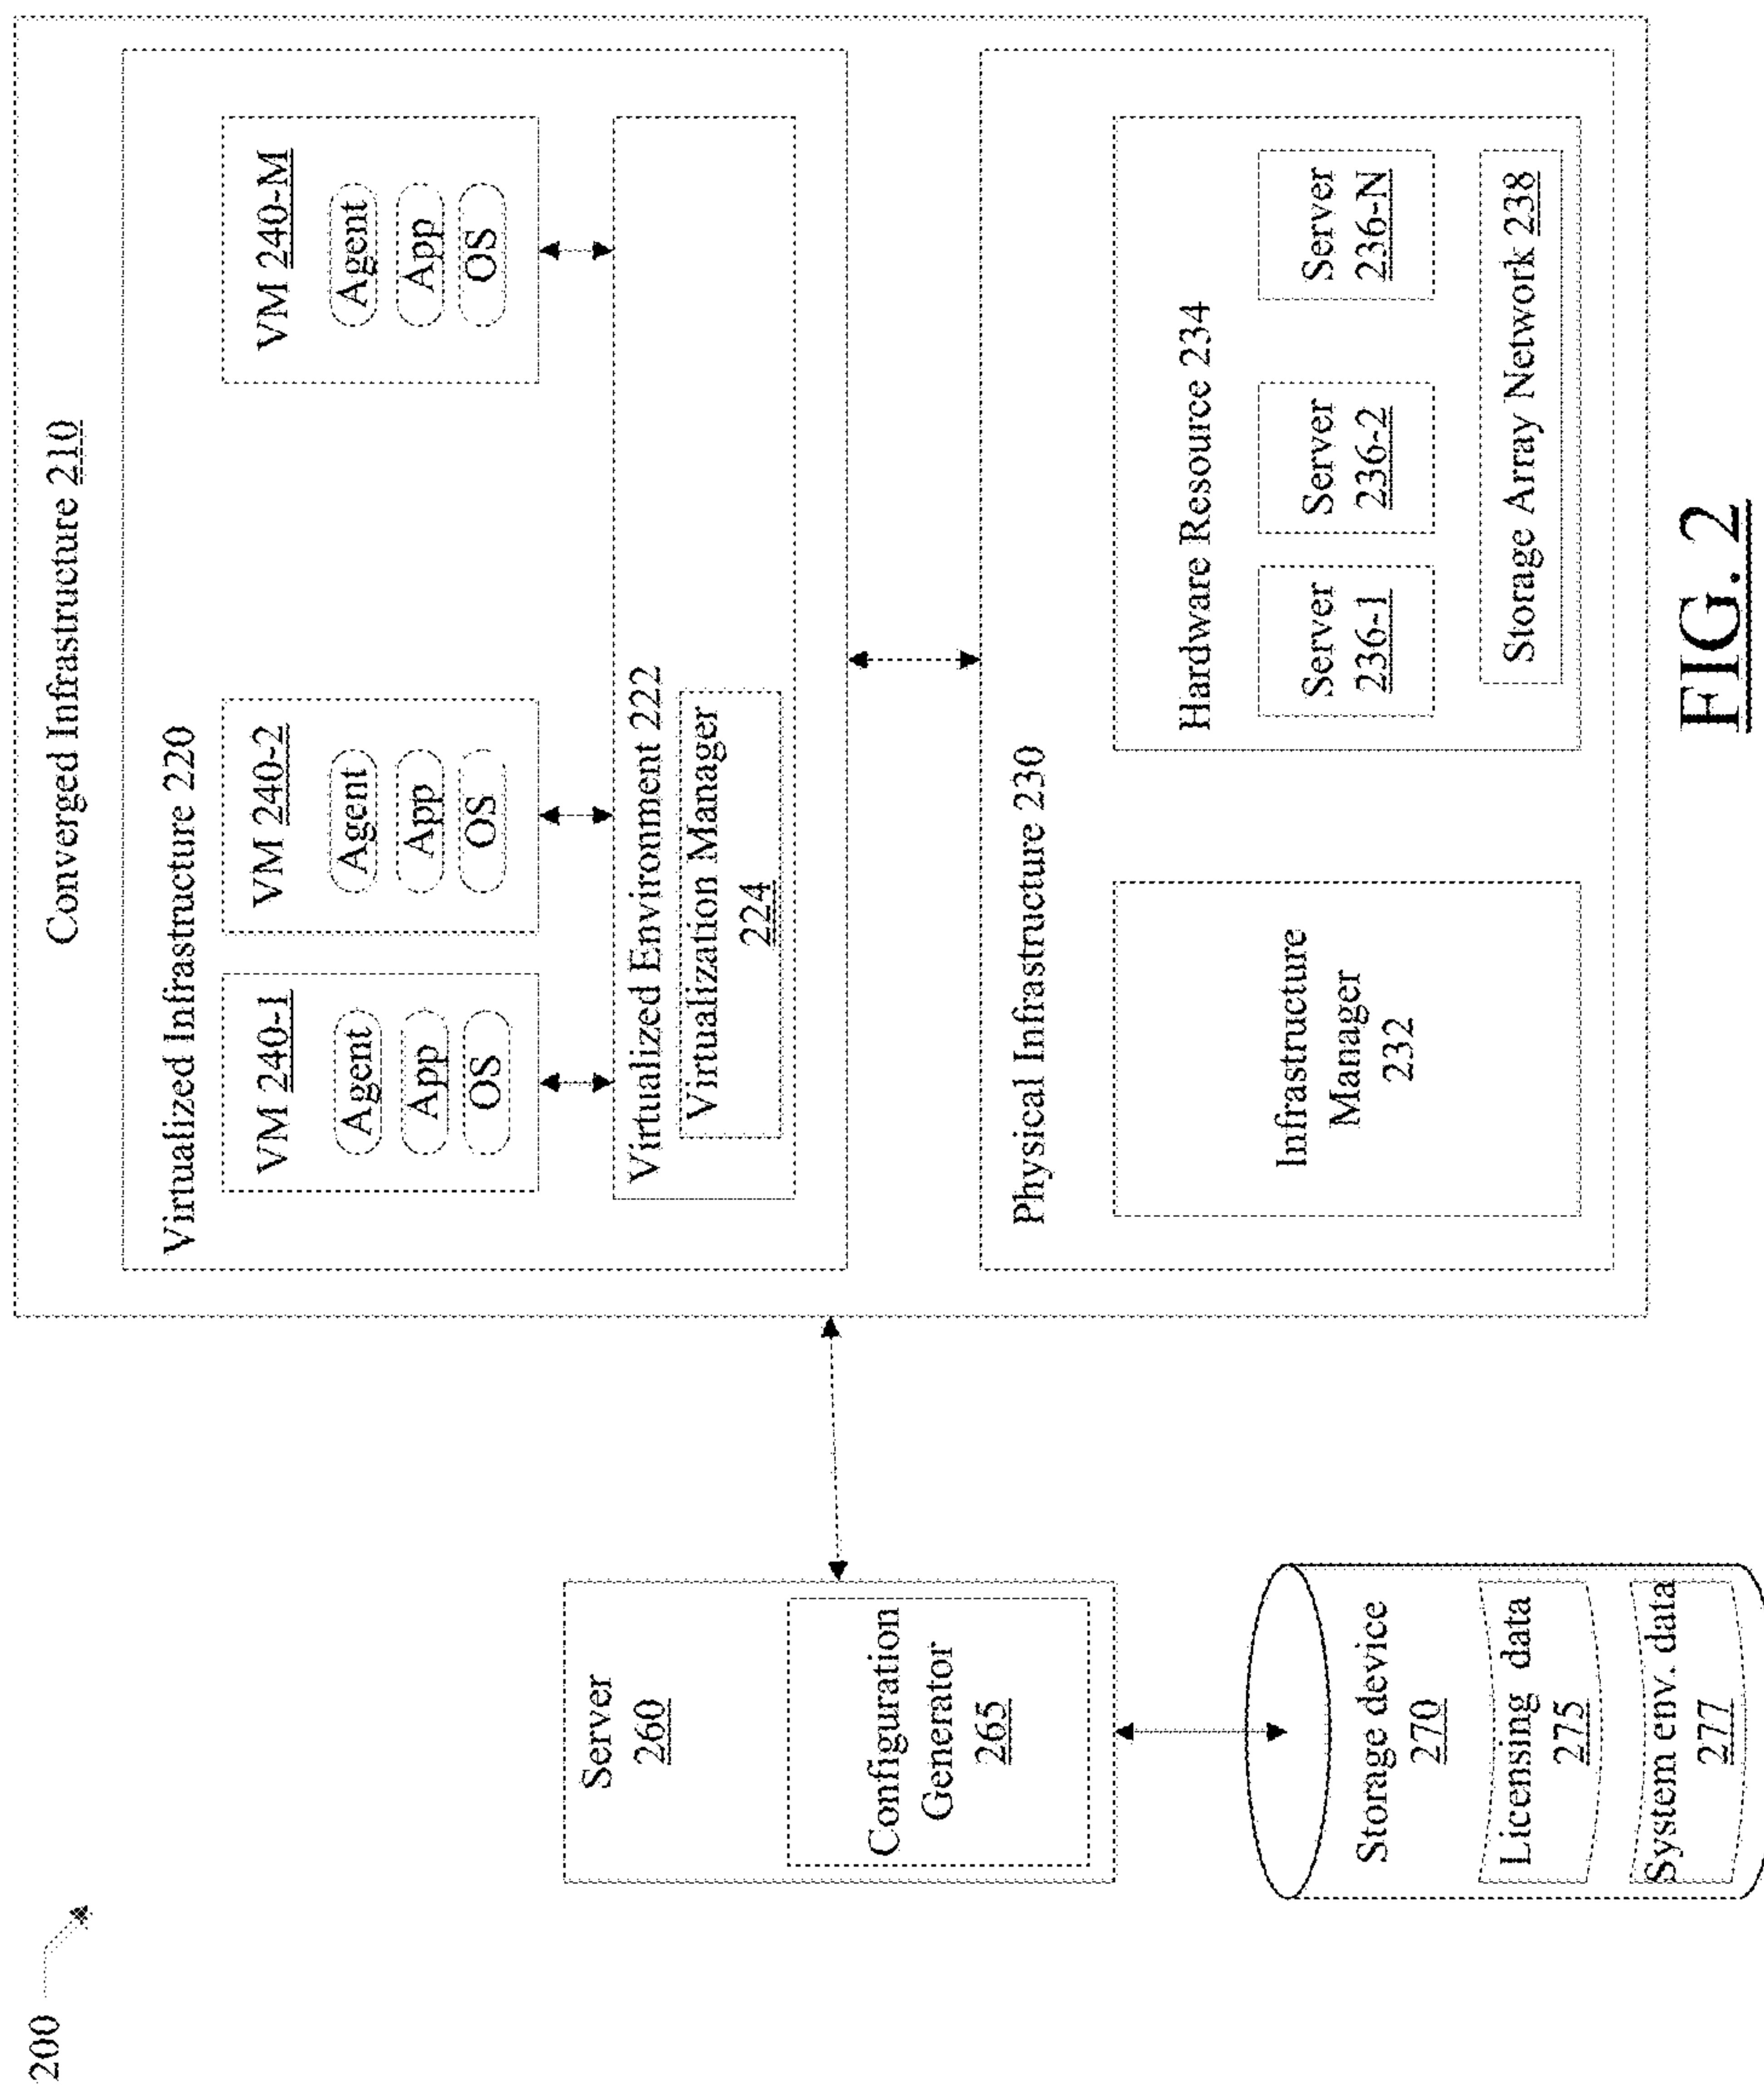 200
Converged Infrastructure 210
Virtualized Infrastructure 220
VM 240-1
Agent
App
OS
VM 240-2
Agent
App
OS
VM 240-M
Agent
App
OS
Virtualized Environment 222
Virtualization Manager
224
Server
260
Configuration
Generator
265
Physical Infrastructure 230
Infrastructure
Manager
232
Hardware Resource 234
Server
236-1
Server
236-2
Server
236-N
Storage Array Network 238
Storage device
270
Licensing data
275
System env. data
277
FIG. 2